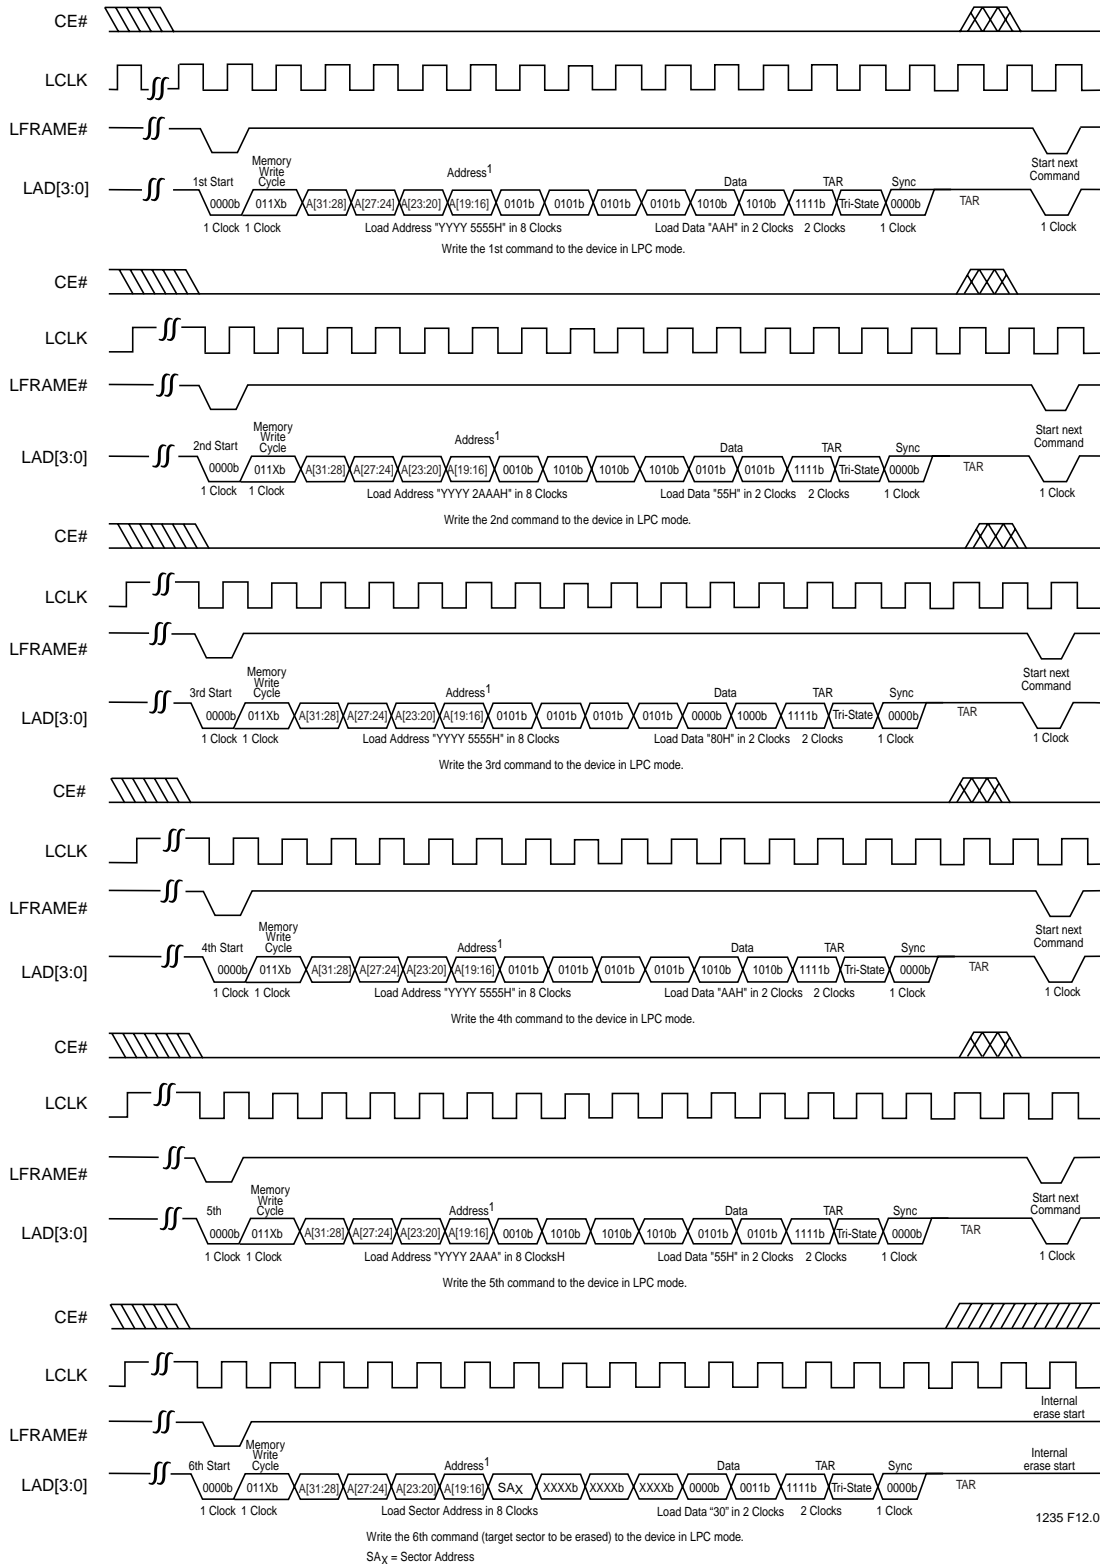 CE#
LCLK
LFRAME#
Memory
Write
Cycle
Start next
Command
1st Start
Address1
Data
TAR
Sync
LAD[3:0]
0000b 011Xb A[31:28] A[27:24] A[23:20] A[19:16] 0101b 0101b 0101b 0101b 1010b 1010b 1111b Tri-State 0000b TAR
1 Clock 1 Clock Load Address "YYYY 5555H" in 8 Clocks Load Data "AAH" in 2 Clocks 2 Clocks 1 Clock 1 Clock
Write the 1st command to the device in LPC mode.
CE#
LCLK
LFRAME#
Memory
Write
Cycle
Start next
Command
2nd Start
Address1
Data
TAR
Sync
LAD[3:0]
0000b 011Xb A[31:28] A[27:24] A[23:20] A[19:16] 0010b 1010b 1010b 1010b 0101b 0101b 1111b Tri-State 0000b TAR
1 Clock 1 Clock Load Address "YYYY 2AAAH" in 8 Clocks Load Data "55H" in 2 Clocks 2 Clocks 1 Clock 1 Clock
Write the 2nd command to the device in LPC mode.
CE#
LCLK
LFRAME#
Memory
Write
Cycle
Start next
Command
3rd Start
Address1
Data
TAR
Sync
LAD[3:0]
0000b 011Xb A[31:28] A[27:24] A[23:20] A[19:16] 0101b 0101b 0101b 0101b 0000b 1000b 1111b Tri-State 0000b TAR
1 Clock 1 Clock Load Address "YYYY 5555H" in 8 Clocks Load Data "80H" in 2 Clocks 2 Clocks 1 Clock 1 Clock
Write the 3rd command to the device in LPC mode.
CE#
LCLK
LFRAME#
Memory
Write
Cycle
Start next
Command
4th Start
Address1
Data
TAR
Sync
LAD[3:0]
0000b 011Xb A[31:28] A[27:24] A[23:20] A[19:16] 0101b 0101b 0101b 0101b 1010b 1010b 1111b Tri-State 0000b TAR
1 Clock 1 Clock Load Address "YYYY 5555H" in 8 Clocks Load Data "AAH" in 2 Clocks 2 Clocks 1 Clock 1 Clock
Write the 4th command to the device in LPC mode.
CE#
LCLK
LFRAME#
Memory
Write
Cycle
Start next
Command
5th
Address1
Data
TAR
Sync
LAD[3:0]
0000b 011Xb A[31:28] A[27:24] A[23:20] A[19:16] 0010b 1010b 1010b 1010b 0101b 0101b 1111b Tri-State 0000b TAR
1 Clock 1 Clock Load Address "YYYY 2AAA" in 8 ClocksH Load Data "55H" in 2 Clocks 2 Clocks 1 Clock 1 Clock
Write the 5th command to the device in LPC mode.
CE#
LCLK
Internal
erase start
LFRAME#
Memory
Write
Cycle
Internal
erase start
6th Start
Address1
Data
TAR
Sync
LAD[3:0]
0000b 011Xb A[31:28] A[27:24] A[23:20] A[19:16] SAX XXXXb XXXXb XXXXb 0000b 0011b 1111b Tri-State 0000b TAR
1 Clock 1 Clock Load Sector Address in 8 Clocks Load Data “30” in 2 Clocks 2 Clocks 1 Clock
1235 F12.0
Write the 6th command (target sector to be erased) to the device in LPC mode.
SAX = Sector Address